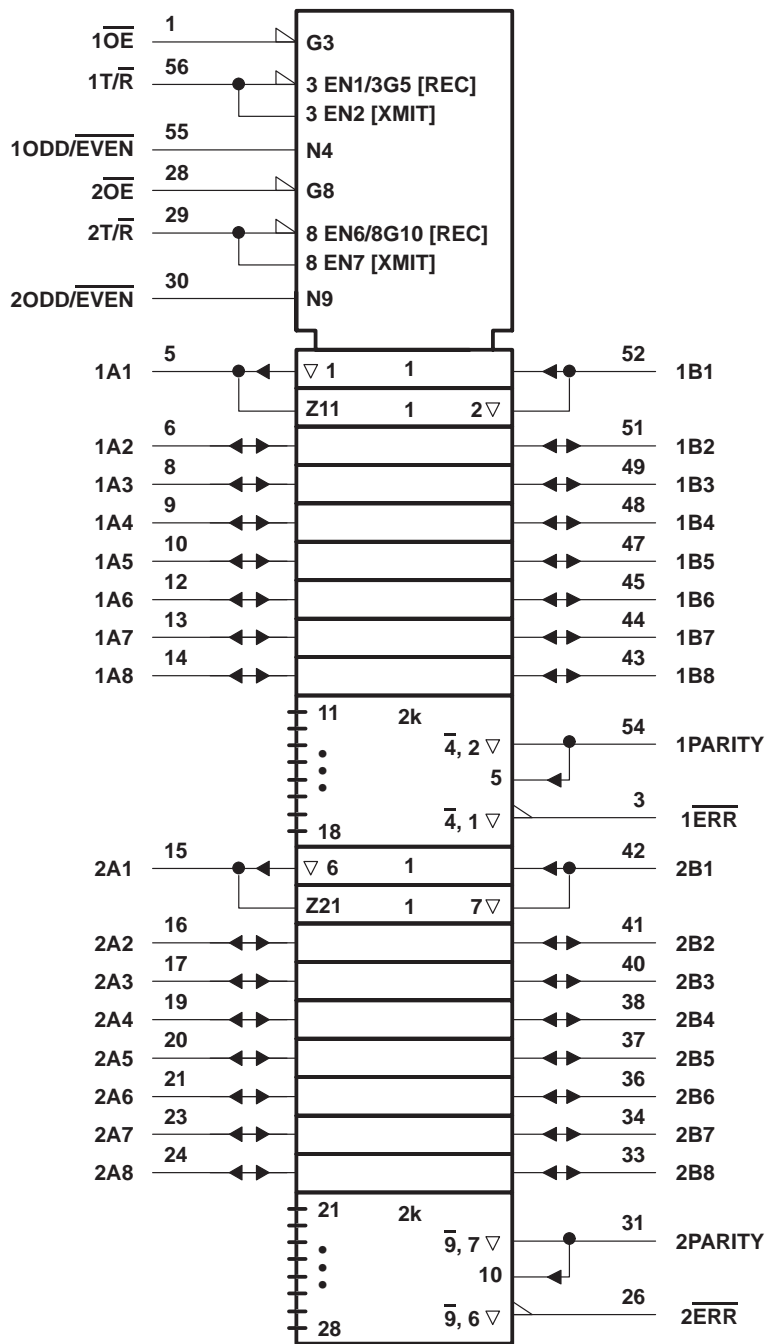 1O̅E̅ 1 G3
1T/R̅ 56 3 EN1/3G5 [REC]
3 EN2 [XMIT]
1ODD/E̅V̅E̅N̅ 55 N4
2O̅E̅ 28 G8
2T/R̅ 29 8 EN6/8G10 [REC]
8 EN7 [XMIT]
2ODD/E̅V̅E̅N̅ 30 N9
1A1 5 ▽ 1 1 52 1B1
Z11 1 2 ▽
1A2 6 51 1B2
1A3 8 49 1B3
1A4 9 48 1B4
1A5 10 47 1B5
1A6 12 45 1B6
1A7 13 44 1B7
1A8 14 43 1B8
11 2k
4̅, 2 ▽ 54 1PARITY
5
18 4̅, 1 ▽ 3 1E̅R̅R̅
2A1 15 ▽ 6 1 42 2B1
Z21 1 7 ▽
2A2 16 41 2B2
2A3 17 40 2B3
2A4 19 38 2B4
2A5 20 37 2B5
2A6 21 36 2B6
2A7 23 34 2B7
2A8 24 33 2B8
21 2k
9̅, 7 ▽ 31 2PARITY
10
28 9̅, 6 ▽ 26 2E̅R̅R̅